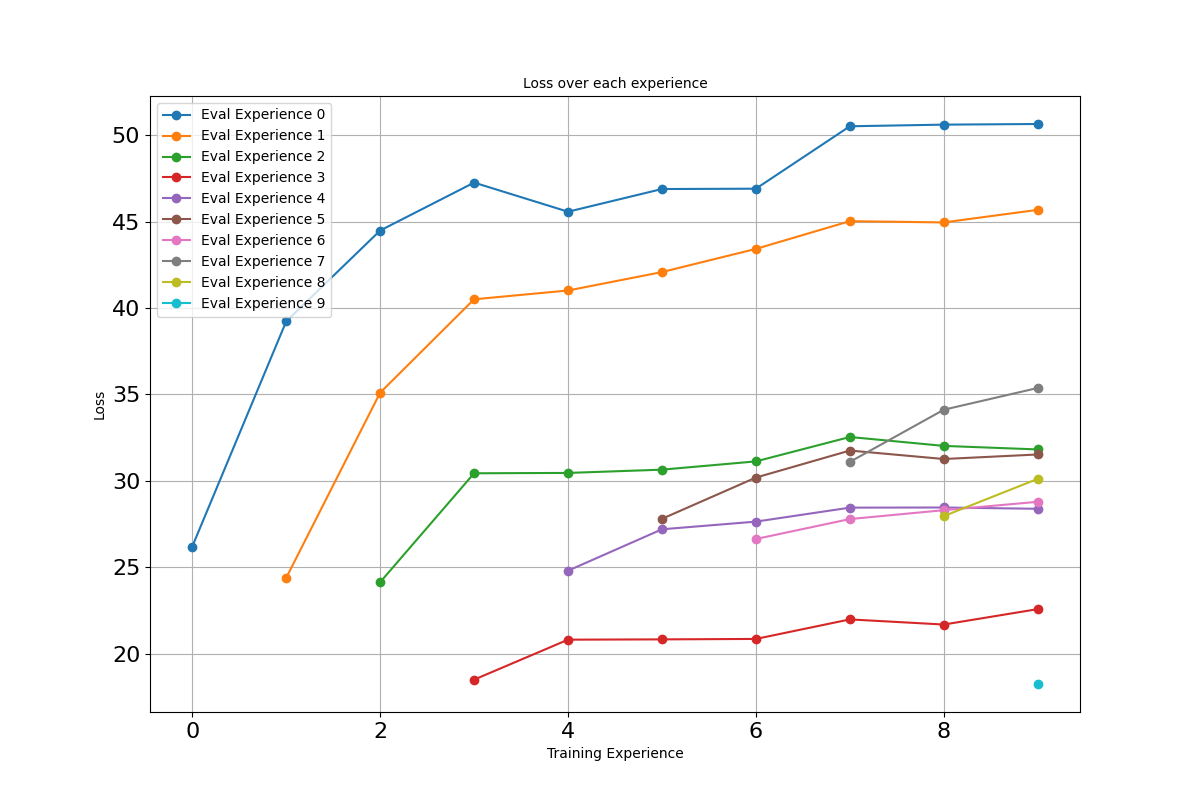 Loss over each experience
Eval Experience 0
Eval Experience 1
Eval Experience 2
Eval Experience 3
Eval Experience 4
Eval Experience 5
Eval Experience 6
Eval Experience 7
Eval Experience 8
Eval Experience 9
50
45
40
35
30
25
20
Loss
0 2 4 6 8
Training Experience